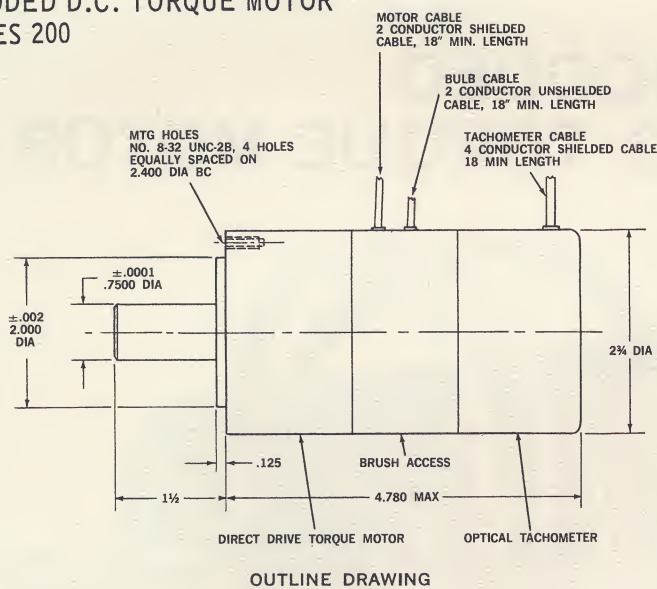 D.C. TORQUE MOTOR
200
MOTOR CABLE
2 CONDUCTOR SHIELDED
CABLE, 18" MIN. LENGTH
BULB CABLE
2 CONDUCTOR UNSHIELDED
CABLE, 18" MIN. LENGTH
TACHOMETER CABLE
4 CONDUCTOR SHIELDED CABLE
18 MIN LENGTH
MTG HOLES
NO. 8-32 UNC-2B, 4 HOLES
EQUALLY SPACED ON
2.400 DIA BC
±.0001
.7500 DIA
±.002
2.000
DIA
2¾ DIA
.125
BRUSH ACCESS
1½
4.780 MAX
DIRECT DRIVE TORQUE MOTOR
OPTICAL TACHOMETER
OUTLINE DRAWING